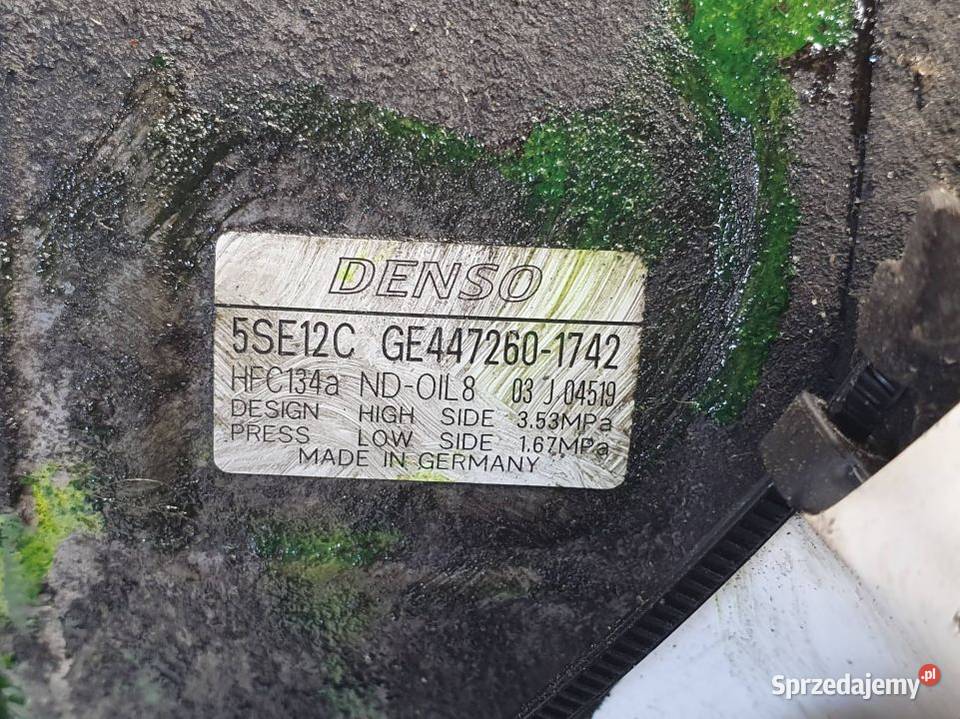 DENSO
5SE12C GE447260-1742
HFC134a ND-OIL8 03 J 04519
DESIGN HIGH SIDE 3.53MPa
PRESS LOW SIDE 1.67MPa
MADE IN GERMANY
Sprzedajemy.pl